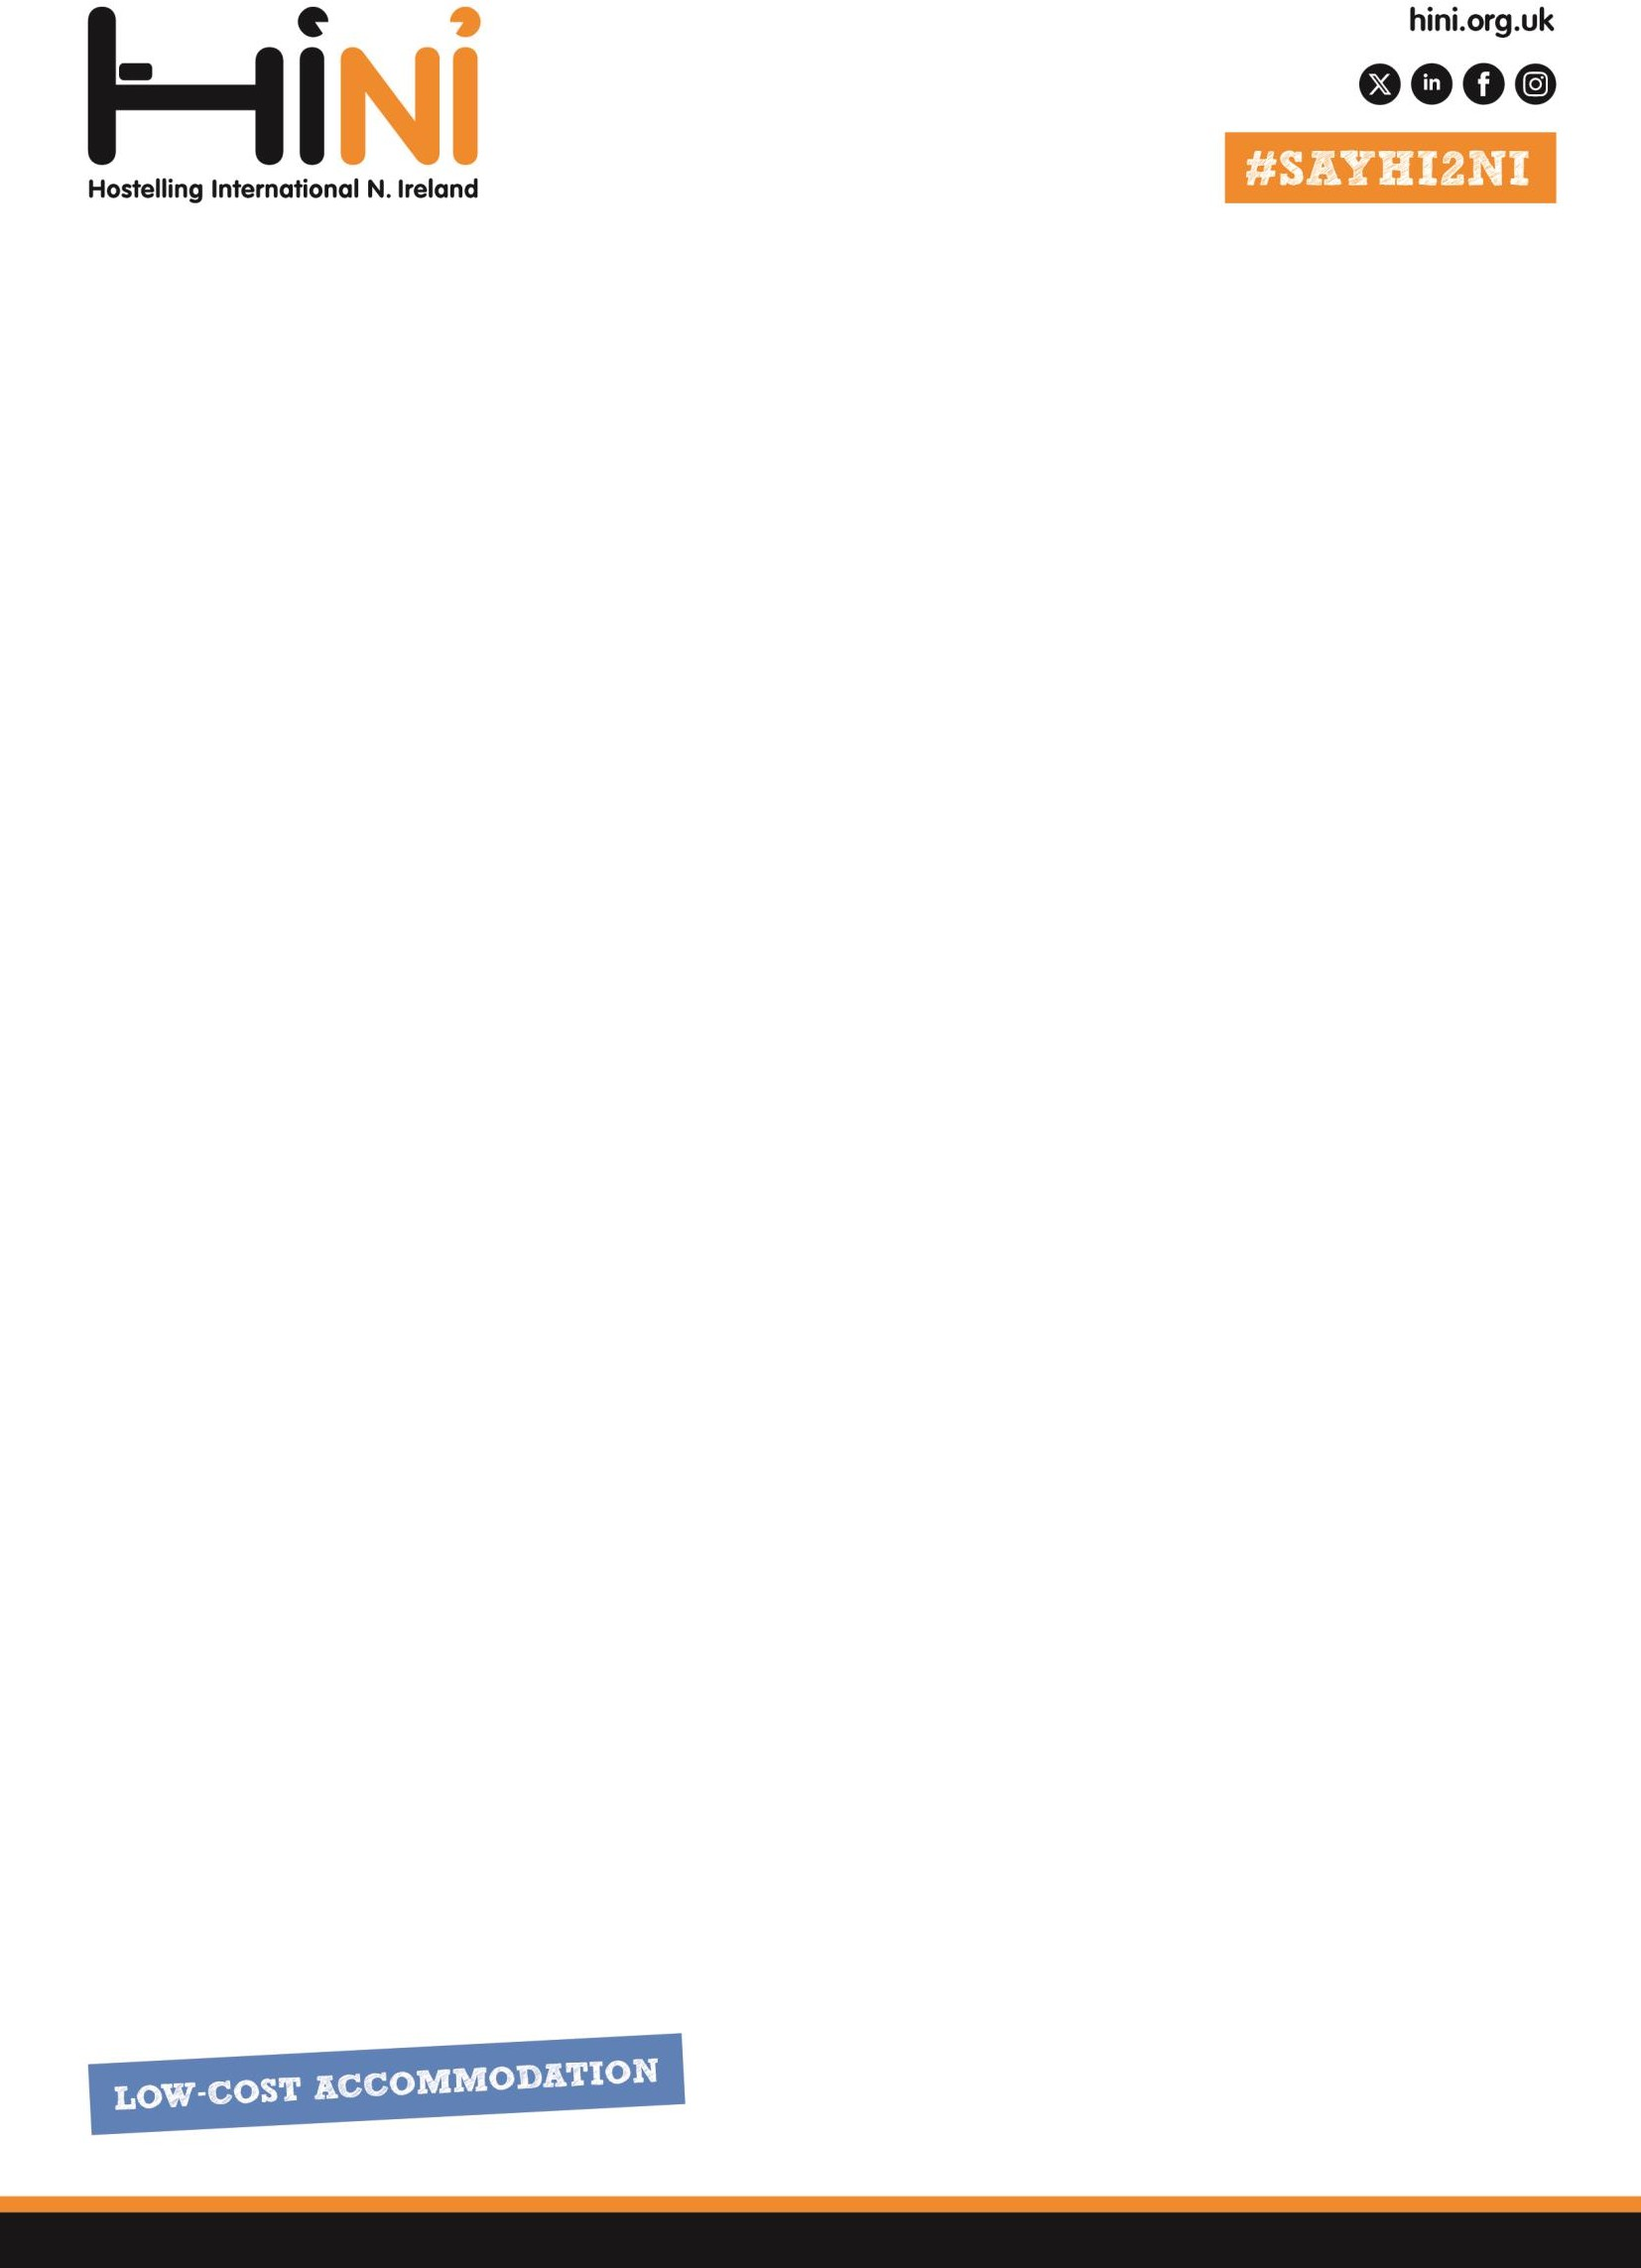 HiNi
Hostelling International N. Ireland
hini.org.uk
#SAYHI2NI
LOW-COST ACCOMMODATION